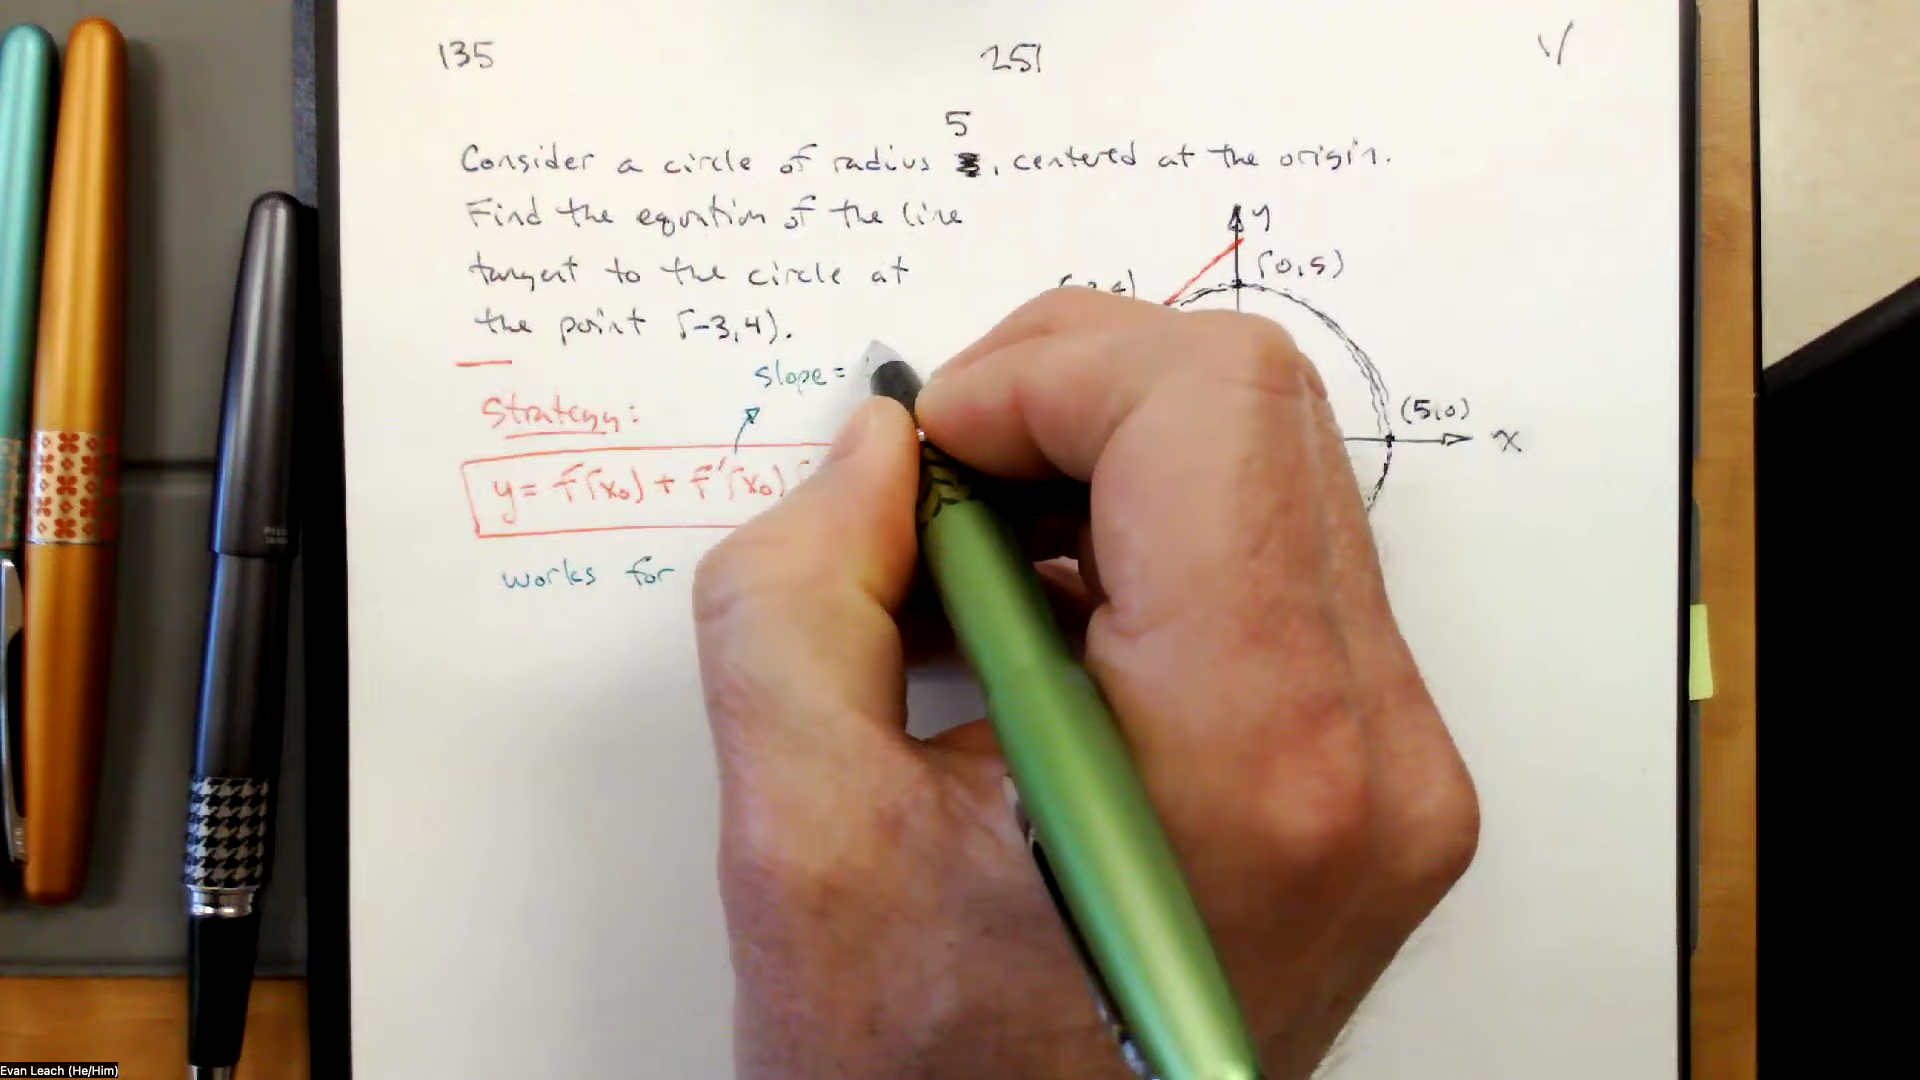 135
251
V
5
Consider a circle of radius , centered at the origin.
Find the equation of the line
tangent to the circle at
the point (-3,4).
y
(0,5)
slope =
(5,0)
x
Strategy:
y = f(x₀) + f'(x₀)
works for
Evan Leach (He/Him)